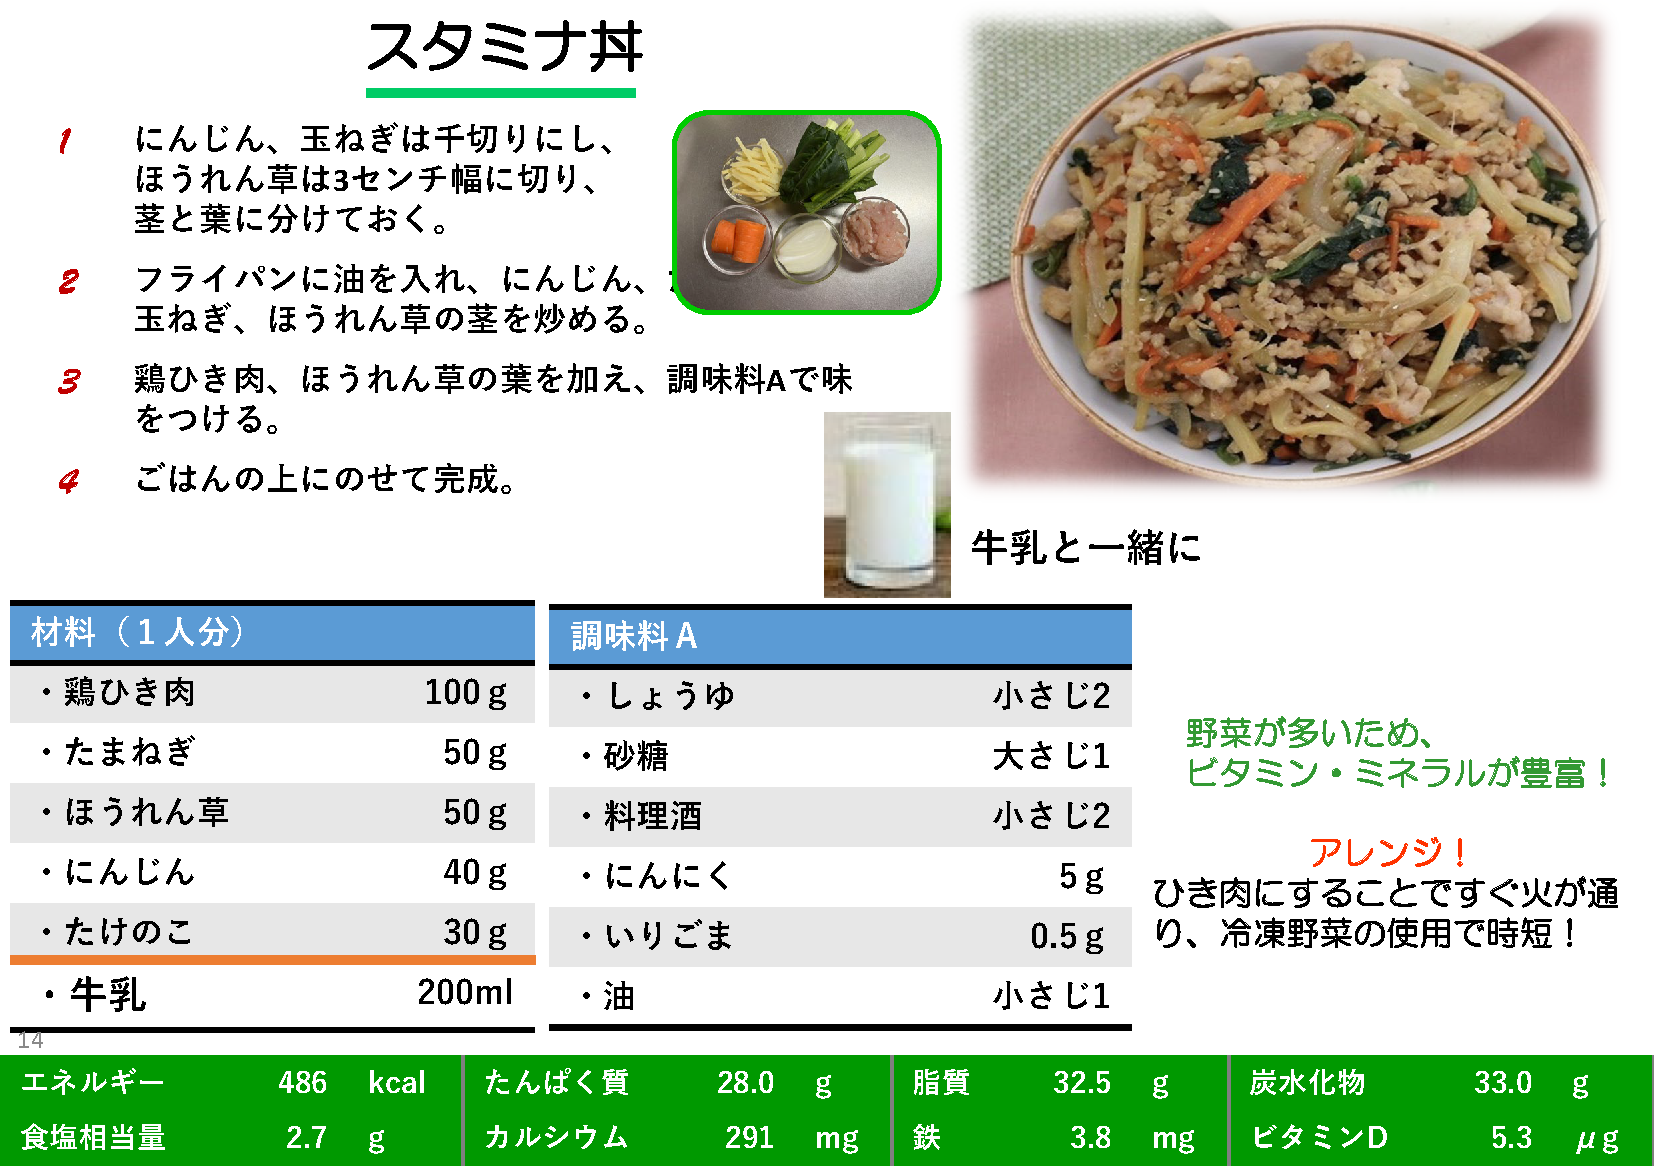 スタミナ丼
1 にんじん、玉ねぎは千切りにし、
ほうれん草は3センチ幅に切り、
茎と葉に分けておく。
2 フライパンに油を入れ、にんじん、
玉ねぎ、ほうれん草の茎を炒める。
3 鶏ひき肉、ほうれん草の葉を加え、調味料Aで味
をつける。
4 ごはんの上にのせて完成。
牛乳と一緒に
材料（１人分）
・鶏ひき肉 100ｇ
・たまねぎ 50ｇ
・ほうれん草 50ｇ
・にんじん 40ｇ
・たけのこ 30ｇ
・牛乳 200ml
調味料Ａ
・しょうゆ 小さじ2
・砂糖 大さじ1
・料理酒 小さじ2
・にんにく 5ｇ
・いりごま 0.5ｇ
・油 小さじ1
野菜が多いため、
ビタミン・ミネラルが豊富！
アレンジ！
ひき肉にすることですぐ火が通
り、冷凍野菜の使用で時短！
14
エネルギー 486 kcal たんぱく質 28.0 g 脂質 32.5 g 炭水化物 33.0 g
食塩相当量 2.7 g カルシウム 291 mg 鉄 3.8 mg ビタミンD 5.3 μg